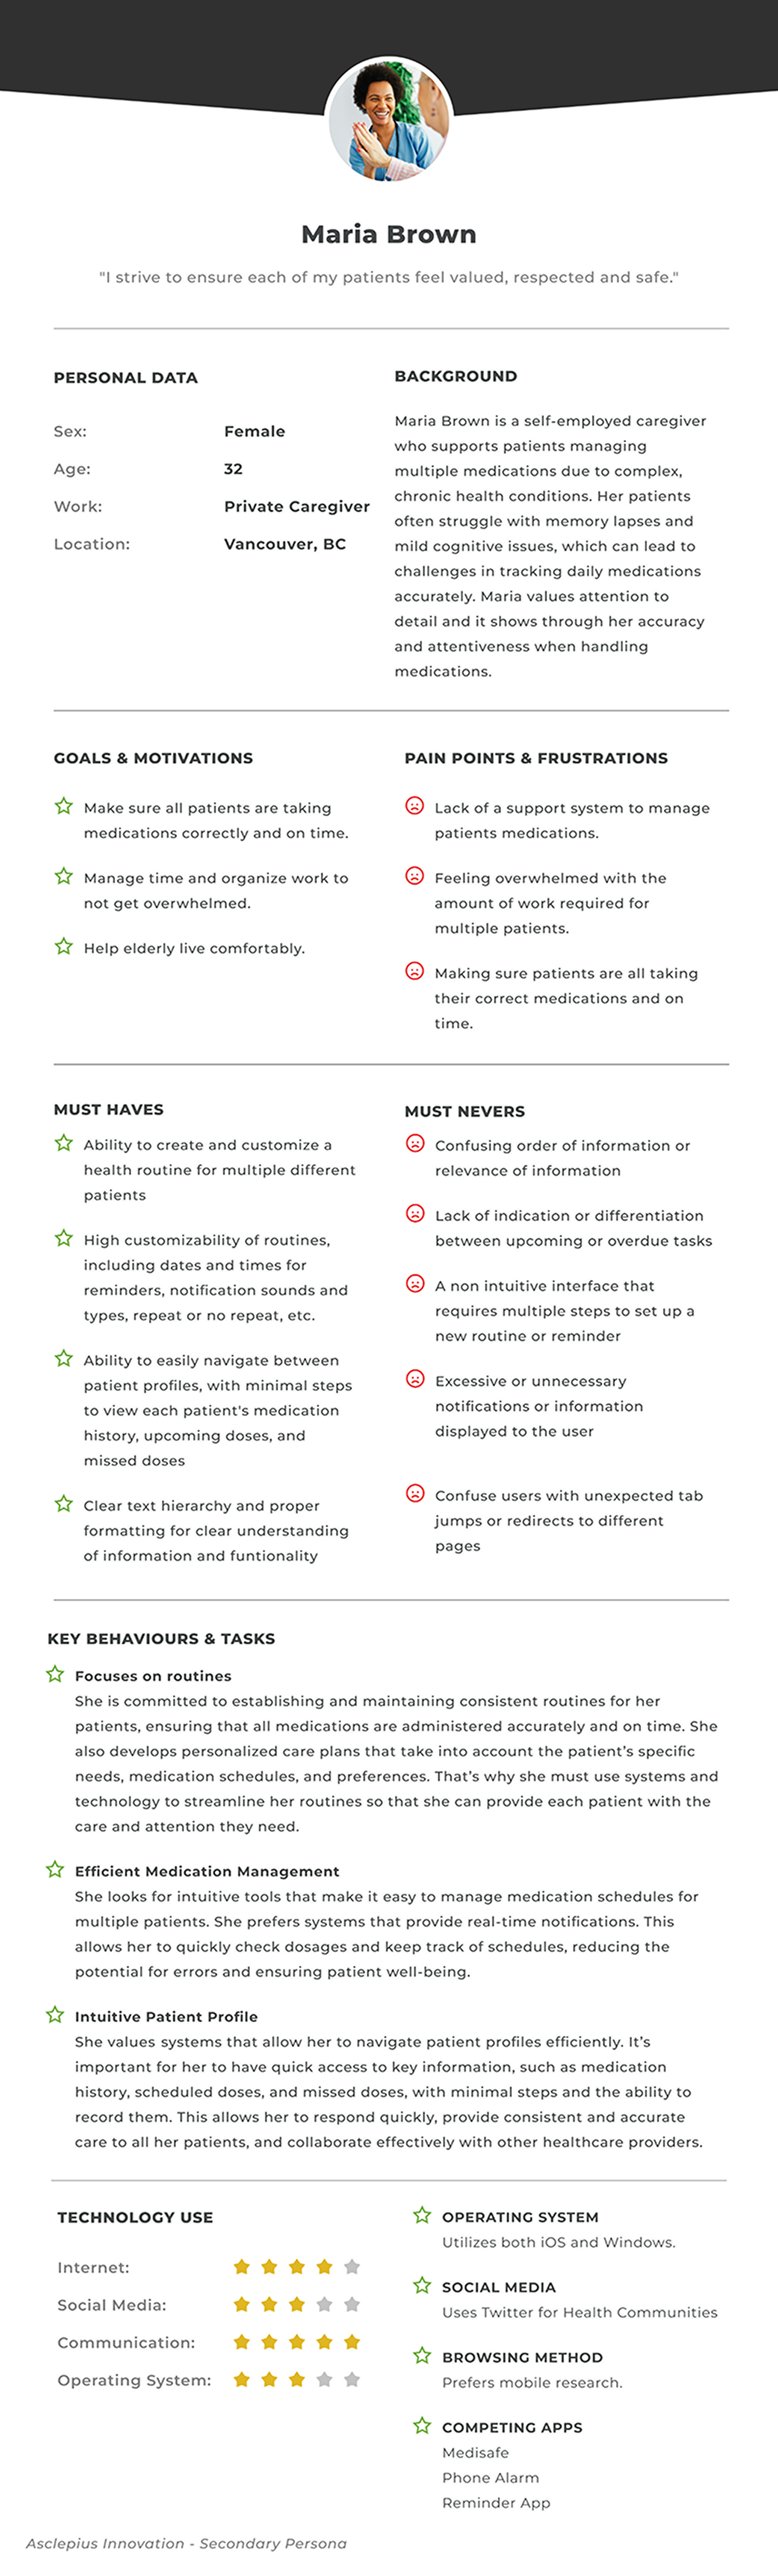 Maria Brown
"I strive to ensure each of my patients feel valued, respected and safe."
PERSONAL DATA
Sex: Female
Age: 32
Work: Private Caregiver
Location: Vancouver, BC
BACKGROUND
Maria Brown is a self-employed caregiver
who supports patients managing
multiple medications due to complex,
chronic health conditions. Her patients
often struggle with memory lapses and
mild cognitive issues, which can lead to
challenges in tracking daily medications
accurately. Maria values attention to
detail and it shows through her accuracy
and attentiveness when handling
medications.
GOALS & MOTIVATIONS
Make sure all patients are taking
medications correctly and on time.
Manage time and organize work to
not get overwhelmed.
Help elderly live comfortably.
PAIN POINTS & FRUSTRATIONS
Lack of a support system to manage
patients medications.
Feeling overwhelmed with the
amount of work required for
multiple patients.
Making sure patients are all taking
their correct medications and on
time.
MUST HAVES
Ability to create and customize a
health routine for multiple different
patients
High customizability of routines,
including dates and times for
reminders, notification sounds and
types, repeat or no repeat, etc.
Ability to easily navigate between
patient profiles, with minimal steps
to view each patient's medication
history, upcoming doses, and
missed doses
Clear text hierarchy and proper
formatting for clear understanding
of information and funtionality
MUST NEVERS
Confusing order of information or
relevance of information
Lack of indication or differentiation
between upcoming or overdue tasks
A non intuitive interface that
requires multiple steps to set up a
new routine or reminder
Excessive or unnecessary
notifications or information
displayed to the user
Confuse users with unexpected tab
jumps or redirects to different
pages
KEY BEHAVIOURS & TASKS
Focuses on routines
She is committed to establishing and maintaining consistent routines for her
patients, ensuring that all medications are administered accurately and on time. She
also develops personalized care plans that take into account the patient’s specific
needs, medication schedules, and preferences. That’s why she must use systems and
technology to streamline her routines so that she can provide each patient with the
care and attention they need.
Efficient Medication Management
She looks for intuitive tools that make it easy to manage medication schedules for
multiple patients. She prefers systems that provide real-time notifications. This
allows her to quickly check dosages and keep track of schedules, reducing the
potential for errors and ensuring patient well-being.
Intuitive Patient Profile
She values systems that allow her to navigate patient profiles efficiently. It’s
important for her to have quick access to key information, such as medication
history, scheduled doses, and missed doses, with minimal steps and the ability to
record them. This allows her to respond quickly, provide consistent and accurate
care to all her patients, and collaborate effectively with other healthcare providers.
TECHNOLOGY USE
Internet:
Social Media:
Communication:
Operating System:
OPERATING SYSTEM
Utilizes both iOS and Windows.
SOCIAL MEDIA
Uses Twitter for Health Communities
BROWSING METHOD
Prefers mobile research.
COMPETING APPS
Medisafe
Phone Alarm
Reminder App
Asclepius Innovation - Secondary Persona